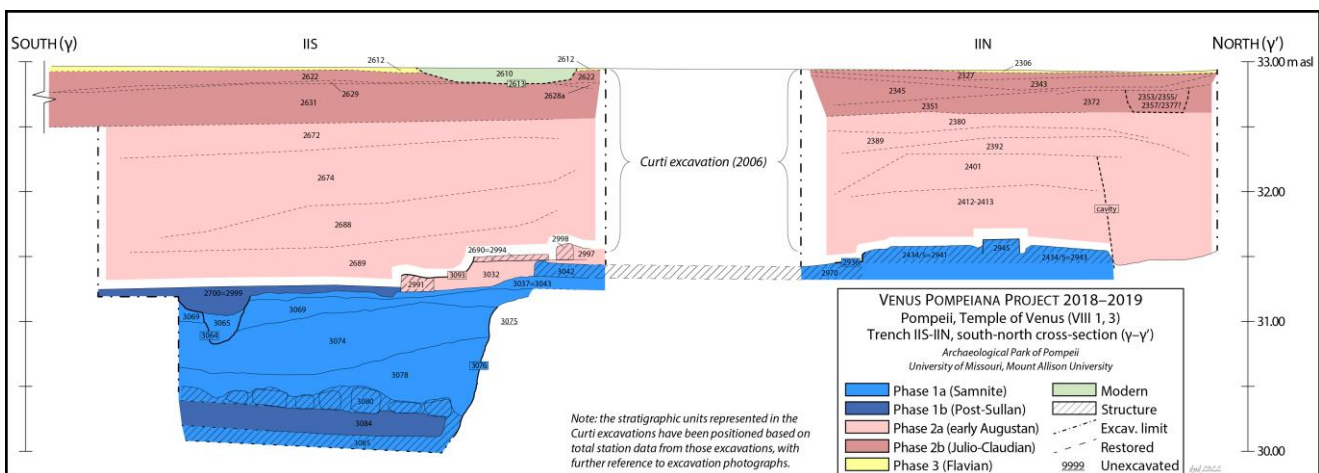 SOUTH (γ)
IIS
IIN
NORTH (γ')
2612
2612
2306
33.00 m asl
2622
2610
2622
2327
2343
2613
2629
2628a
2345
2353/2355/
2357/2377?
2631
2351
2372
2672
2380
2389
2392
Curti excavation (2006)
2401
2674
32.00
2412-2413
cavity
2688
2998
2690=2994
2997
2945
2689
2434/5=2941
2434/5=2943
2936
3093
3032
3042
2970
2991
3037=3043
2700=2999
3069
3065
3069
3064
3075
31.00
3074
3076
3078
3080
3084
3085
30.00
VENUS POMPEIANA PROJECT 2018–2019
Pompeii, Temple of Venus (VIII 1, 3)
Trench IIS-IIN, south-north cross-section (γ–γ')
Archaeological Park of Pompeii
University of Missouri, Mount Allison University
Phase 1a (Samnite)
Phase 1b (Post-Sullan)
Phase 2a (early Augustan)
Phase 2b (Julio-Claudian)
Phase 3 (Flavian)
Modern
Structure
Excav. limit
Restored
9999 Unexcavated
Note: the stratigraphic units represented in the
Curti excavations have been positioned based on
total station data from those excavations, with
further reference to excavation photographs.